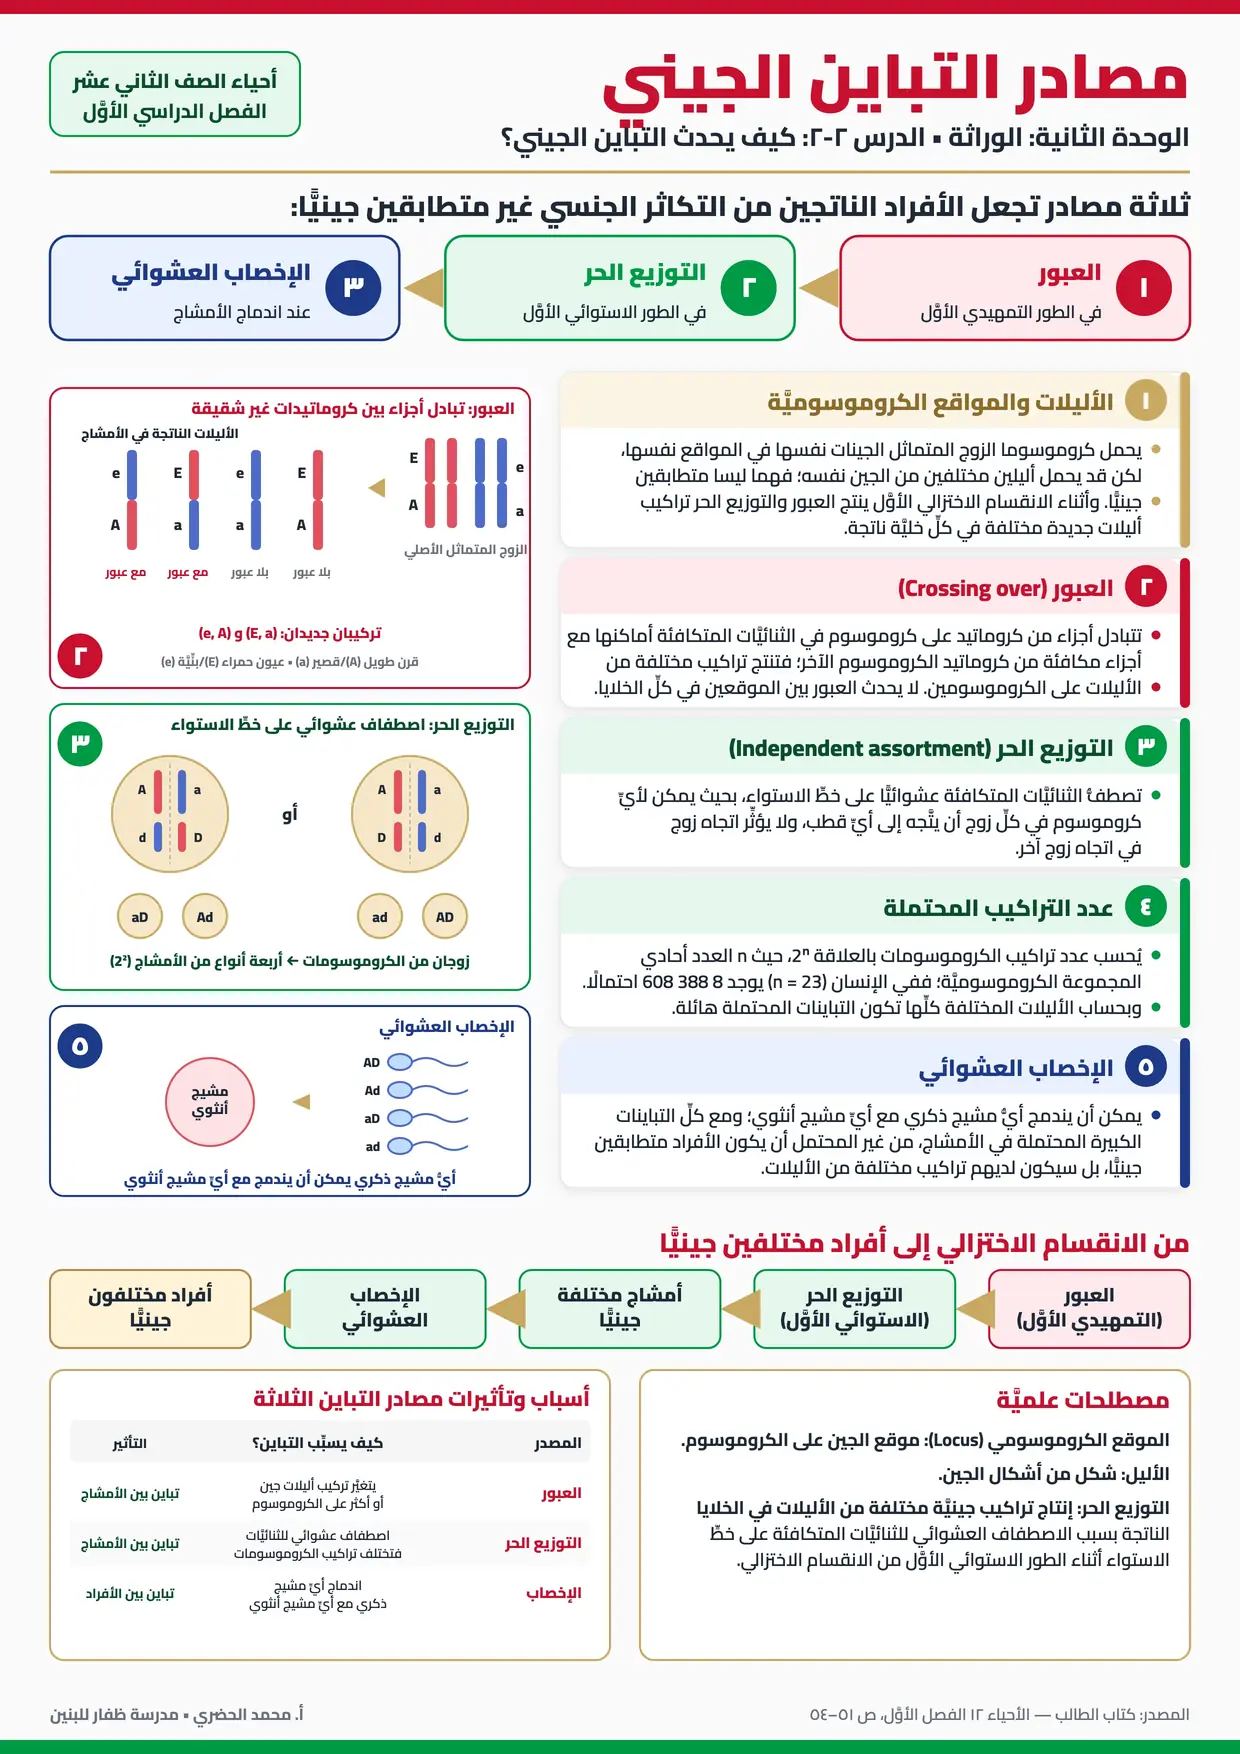 مصادر التباين الجيني
أحياء الصف الثاني عشر
الفصل الدراسي الأوَّل
الوحدة الثانية: الوراثة • الدرس ٢-٢: كيف يحدث التباين الجيني؟
ثلاثة مصادر تجعل الأفراد الناتجين من التكاثر الجنسي غير متطابقين جينيًّا:
١
العبور
في الطور التمهيدي الأوَّل
٢
التوزيع الحر
في الطور الاستوائي الأوَّل
٣
الإخصاب العشوائي
عند اندماج الأمشاج
١
الأليلات والمواقع الكروموسوميَّة
يحمل كروموسوما الزوج المتماثل الجينات نفسها في المواقع نفسها،
لكن قد يحمل أليلين مختلفين من الجين نفسه؛ فهما ليسا متطابقين
جينيًّا. وأثناء الانقسام الاختزالي الأوَّل ينتج العبور والتوزيع الحر تراكيب
أليلات جديدة مختلفة في كلِّ خليَّة ناتجة.
٢
العبور (Crossing over)
تتبادل أجزاء من كروماتيد على كروموسوم في الثنائيَّات المتكافئة أماكنها مع
أجزاء مكافئة من كروماتيد الكروموسوم الآخر؛ فتنتج تراكيب مختلفة من
الأليلات على الكروموسومين. لا يحدث العبور بين الموقعين في كلِّ الخلايا.
٣
التوزيع الحر (Independent assortment)
تصطفُّ الثنائيَّات المتكافئة عشوائيًّا على خطِّ الاستواء، بحيث يمكن لأيِّ
كروموسوم في كلِّ زوج أن يتَّجه إلى أيِّ قطب، ولا يؤثِّر اتجاه زوج
في اتجاه زوج آخر.
٤
عدد التراكيب المحتملة
يُحسب عدد تراكيب الكروموسومات بالعلاقة 2ⁿ، حيث n العدد أحادي
المجموعة الكروموسوميَّة؛ ففي الإنسان (n = 23) يوجد 8 388 608 احتمالًا.
وبحساب الأليلات المختلفة كلِّها تكون التباينات المحتملة هائلة.
٥
الإخصاب العشوائي
يمكن أن يندمج أيُّ مشيج ذكري مع أيِّ مشيج أنثوي؛ ومع كلِّ التباينات
الكبيرة المحتملة في الأمشاج، من غير المحتمل أن يكون الأفراد متطابقين
جينيًّا، بل سيكون لديهم تراكيب مختلفة من الأليلات.
العبور: تبادل أجزاء بين كروماتيدات غير شقيقة
الأليلات الناتجة في الأمشاج
E e
A a
الزوج المتماثل الأصلي
e E e E
A a a A
مع عبور مع عبور بلا عبور بلا عبور
تركيبان جديدان: (E, a) و (e, A)
قرن طويل (A)/قصير (a) • عيون حمراء (E)/بنِّيَّة (e)
٢
التوزيع الحر: اصطفاف عشوائي على خطِّ الاستواء
٣
A a
D d
أو
A a
d D
aD Ad ad AD
زوجان من الكروموسومات ← أربعة أنواع من الأمشاج (2²)
الإخصاب العشوائي
٥
AD
Ad
aD
ad
مشيج
أنثوي
أيُّ مشيج ذكري يمكن أن يندمج مع أيِّ مشيج أنثوي
من الانقسام الاختزالي إلى أفراد مختلفين جينيًّا
العبور
(التمهيدي الأوَّل)
التوزيع الحر
(الاستوائي الأوَّل)
أمشاج مختلفة
جينيًّا
الإخصاب
العشوائي
أفراد مختلفون
جينيًّا
مصطلحات علميَّة
الموقع الكروموسومي (Locus): موقع الجين على الكروموسوم.
الأليل: شكل من أشكال الجين.
التوزيع الحر: إنتاج تراكيب جينيَّة مختلفة من الأليلات في الخلايا
الناتجة بسبب الاصطفاف العشوائي للثنائيَّات المتكافئة على خطِّ
الاستواء أثناء الطور الاستوائي الأوَّل من الانقسام الاختزالي.
أسباب وتأثيرات مصادر التباين الثلاثة
المصدر كيف يسبِّب التباين؟ التأثير
العبور
يتغيَّر تركيب أليلات جين
أو أكثر على الكروموسوم
تباين بين الأمشاج
التوزيع الحر
اصطفاف عشوائي للثنائيَّات
فتختلف تراكيب الكروموسومات
تباين بين الأمشاج
الإخصاب
اندماج أيِّ مشيج
ذكري مع أيِّ مشيج أنثوي
تباين بين الأفراد
المصدر: كتاب الطالب — الأحياء ١٢ الفصل الأوَّل، ص ٥١–٥٤
أ. محمد الحضري • مدرسة ظفار للبنين